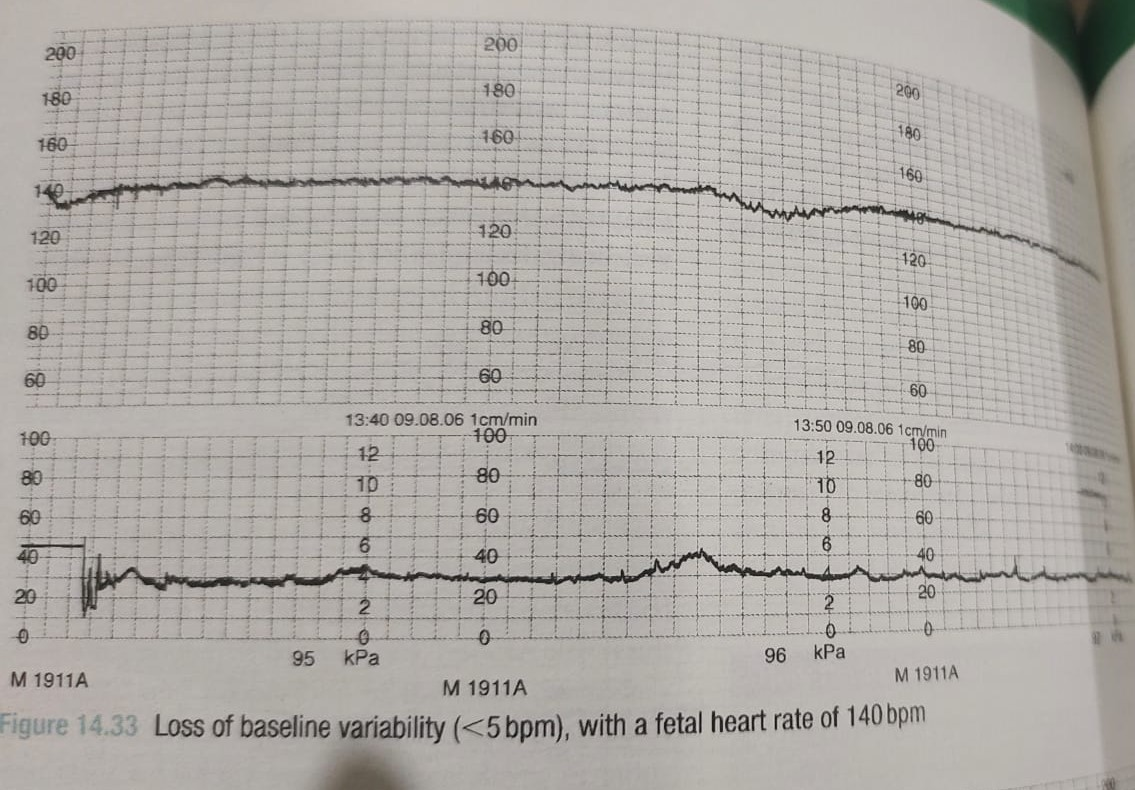 200 200 200
180 180 180
160 160 160
140 140 140
120 120 120
100 100 100
80 80 80
60 60 60
13:40 09.08.06 1cm/min 13:50 09.08.06 1cm/min
100 12 100 12 100
80 10 80 10 80
60 8 60 8 60
40 6 40 6 40
20 4 20 4 20
2 2
0 0 0 0 0
95 kPa 96 kPa
M 1911A M 1911A M 1911A
Figure 14.33 Loss of baseline variability (<5 bpm), with a fetal heart rate of 140 bpm